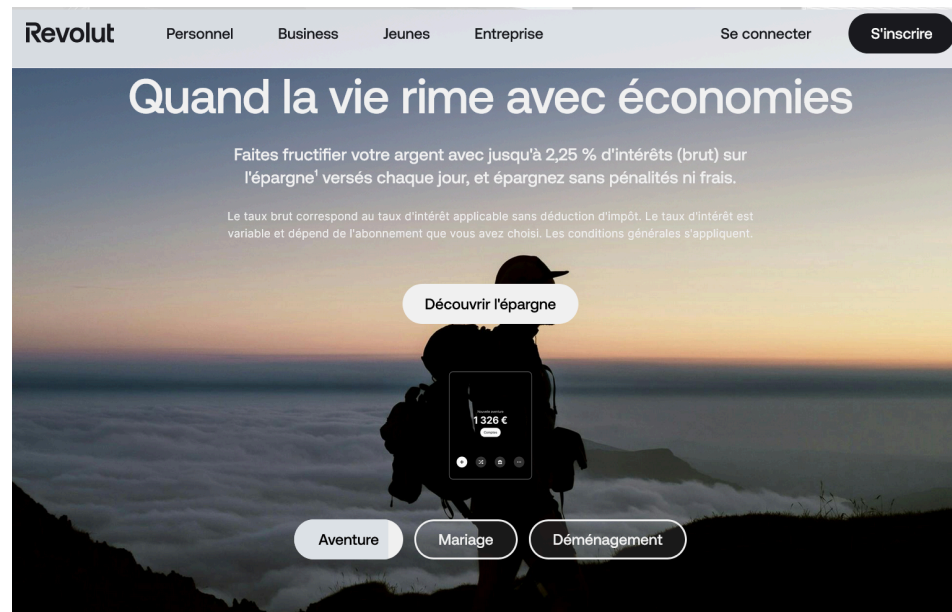 Revolut
Personnel Business Jeunes Entreprise Se connecter S'inscrire
Quand la vie rime avec économies
Faites fructifier votre argent avec jusqu'à 2,25 % d'intérêts (brut) sur
l'épargne¹ versés chaque jour, et épargnez sans pénalités ni frais.
Le taux brut correspond au taux d'intérêt applicable sans déduction d'impôt. Le taux d'intérêt est
variable et dépend de l'abonnement que vous avez choisi. Les conditions générales s'appliquent.
Découvrir l'épargne
1 326 €
Comptes
Aventure Mariage Déménagement